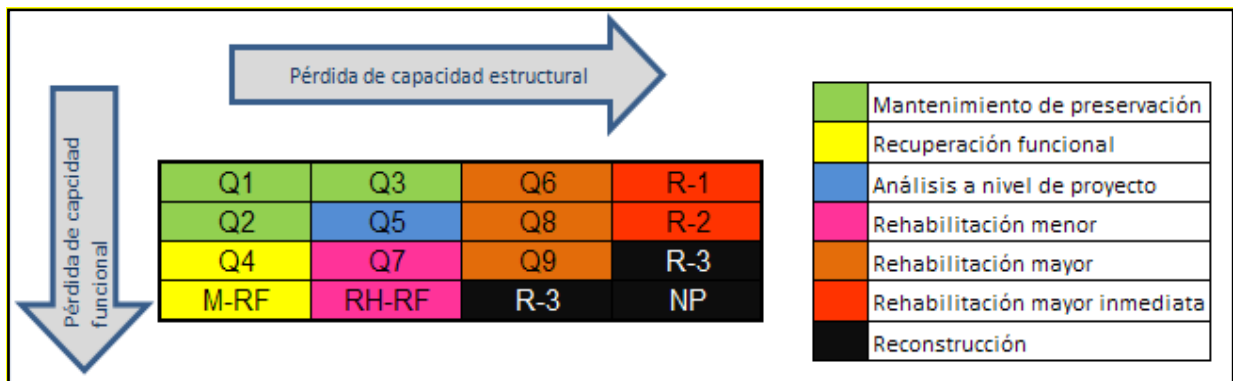 Pérdida de capacidad estructural
Pérdida de capcidad
funcional
Q1 Q3 Q6 R-1
Q2 Q5 Q8 R-2
Q4 Q7 Q9 R-3
M-RF RH-RF R-3 NP
Mantenimiento de preservación
Recuperación funcional
Análisis a nivel de proyecto
Rehabilitación menor
Rehabilitación mayor
Rehabilitación mayor inmediata
Reconstrucción